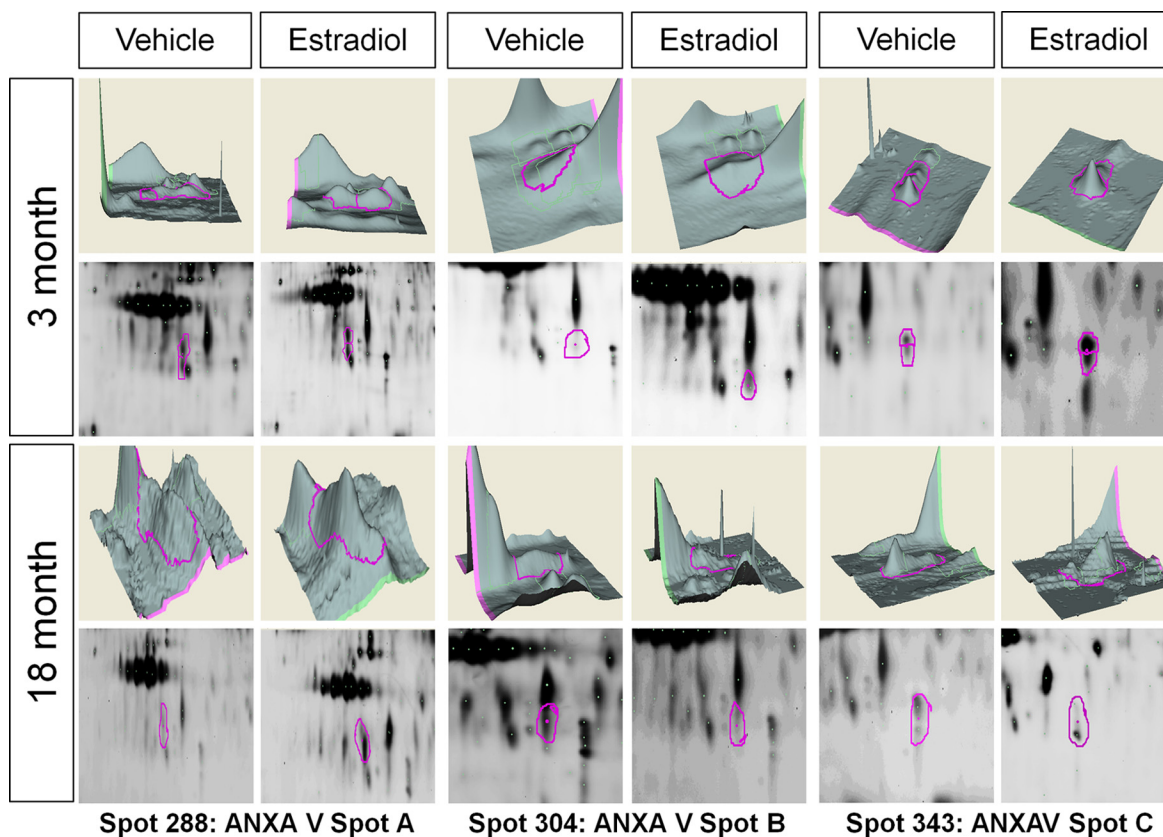 Vehicle
Estradiol
Vehicle
Estradiol
Vehicle
Estradiol
3 month
18 month
Spot 288: ANXA V Spot A
Spot 304: ANXA V Spot B
Spot 343: ANXAV Spot C